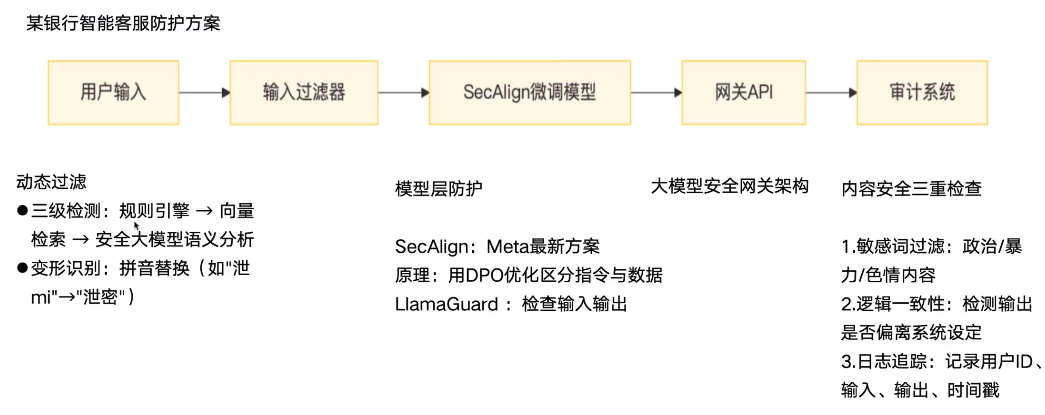 某银行智能客服防护方案
用户输入
输入过滤器
SecAlign微调模型
网关API
审计系统
动态过滤
●三级检测：规则引擎 → 向量
检索 → 安全大模型语义分析
●变形识别：拼音替换（如"泄
mi"→"泄密"）
模型层防护
SecAlign：Meta最新方案
原理：用DPO优化区分指令与数据
LlamaGuard ：检查输入输出
大模型安全网关架构
内容安全三重检查
1.敏感词过滤：政治/暴
力/色情内容
2.逻辑一致性：检测输出
是否偏离系统设定
3.日志追踪：记录用户ID、
输入、输出、时间戳